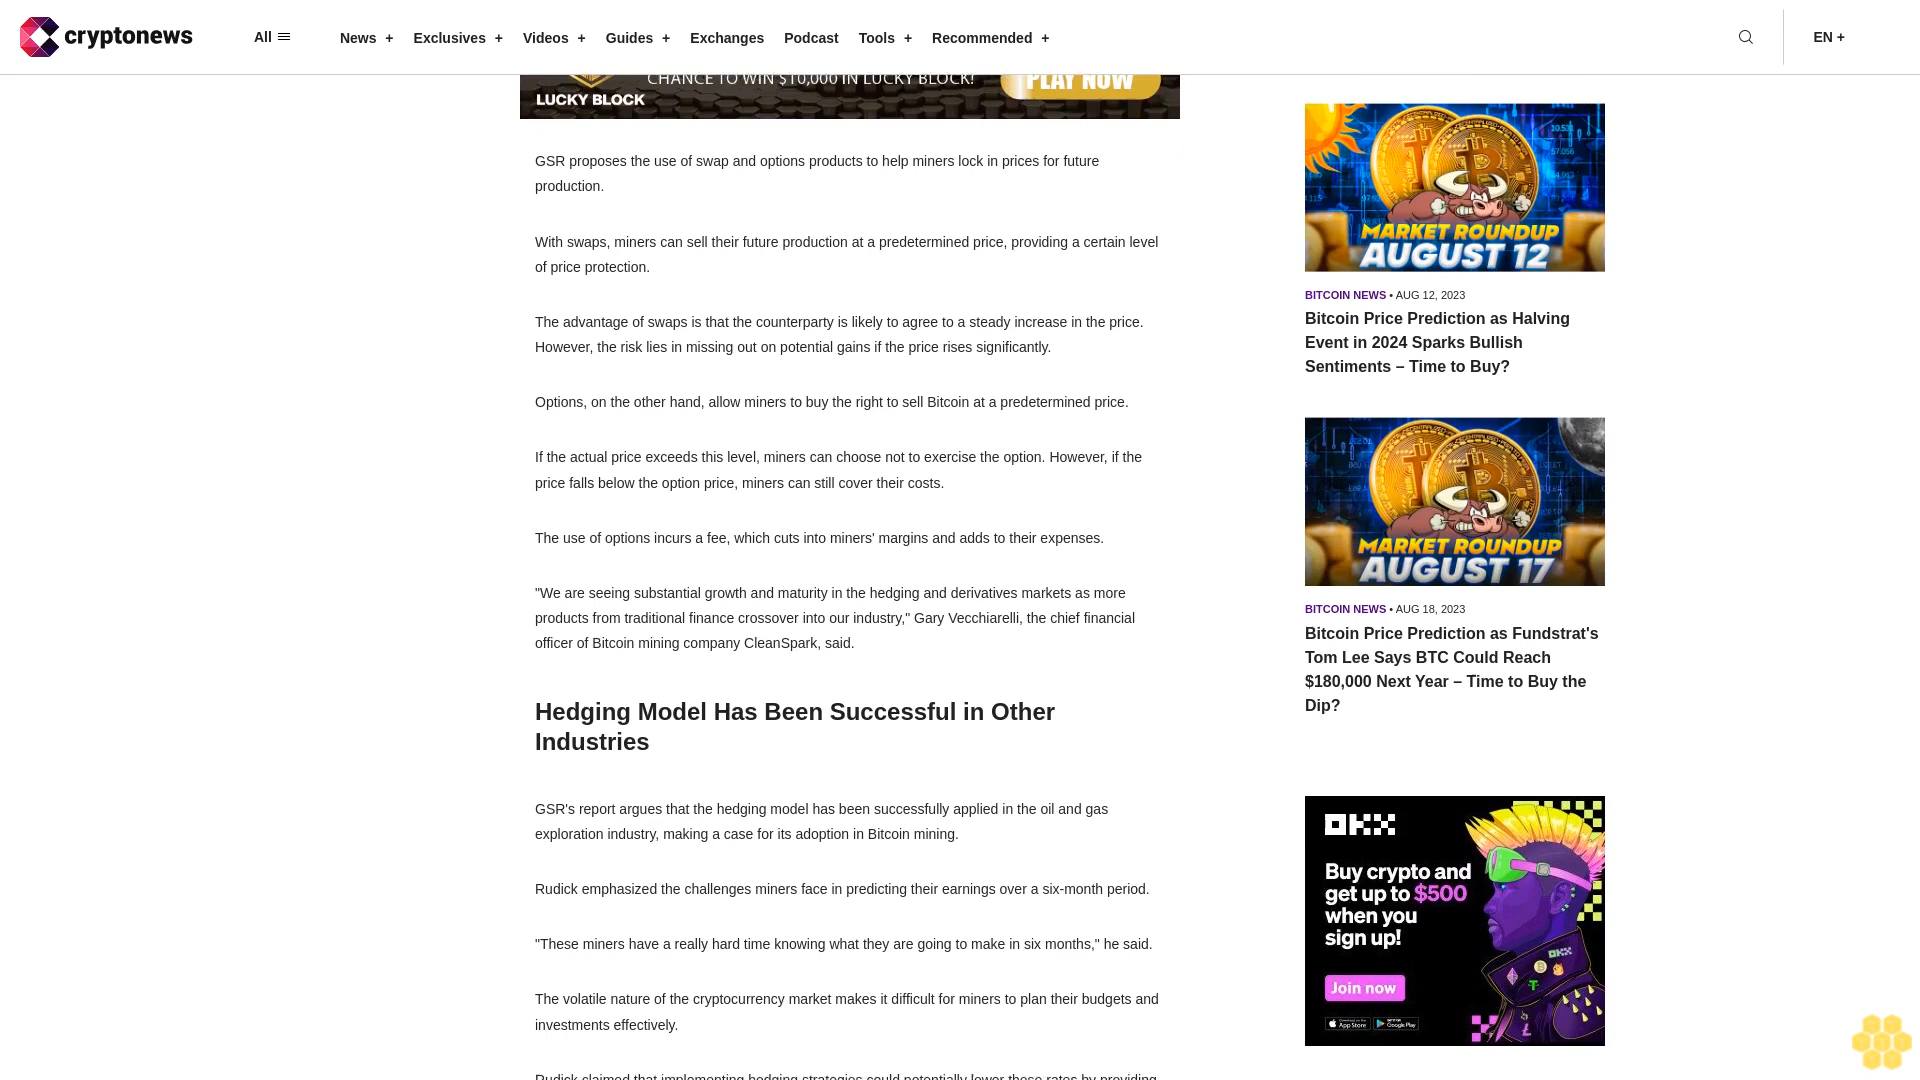 cryptonews
All
News + Exclusives + Videos + Guides + Exchanges Podcast Tools + Recommended +
EN +
CHANCE TO WIN $10,000 IN LUCKY BLOCK!
PLAY NOW
LUCKY BLOCK
GSR proposes the use of swap and options products to help miners lock in prices for future
production.
With swaps, miners can sell their future production at a predetermined price, providing a certain level
of price protection.
The advantage of swaps is that the counterparty is likely to agree to a steady increase in the price.
However, the risk lies in missing out on potential gains if the price rises significantly.
Options, on the other hand, allow miners to buy the right to sell Bitcoin at a predetermined price.
If the actual price exceeds this level, miners can choose not to exercise the option. However, if the
price falls below the option price, miners can still cover their costs.
The use of options incurs a fee, which cuts into miners' margins and adds to their expenses.
"We are seeing substantial growth and maturity in the hedging and derivatives markets as more
products from traditional finance crossover into our industry," Gary Vecchiarelli, the chief financial
officer of Bitcoin mining company CleanSpark, said.
Hedging Model Has Been Successful in Other
Industries
GSR's report argues that the hedging model has been successfully applied in the oil and gas
exploration industry, making a case for its adoption in Bitcoin mining.
Rudick emphasized the challenges miners face in predicting their earnings over a six-month period.
"These miners have a really hard time knowing what they are going to make in six months," he said.
The volatile nature of the cryptocurrency market makes it difficult for miners to plan their budgets and
investments effectively.
Rudick claimed that implementing hedging strategies could potentially lower these rates by providing
MARKET ROUNDUP
AUGUST 12
BITCOIN NEWS • AUG 12, 2023
Bitcoin Price Prediction as Halving
Event in 2024 Sparks Bullish
Sentiments – Time to Buy?
MARKET ROUNDUP
AUGUST 17
BITCOIN NEWS • AUG 18, 2023
Bitcoin Price Prediction as Fundstrat's
Tom Lee Says BTC Could Reach
$180,000 Next Year – Time to Buy the
Dip?
OKX
Buy crypto and
get up to $500
when you
sign up!
Join now
App Store
Google Play